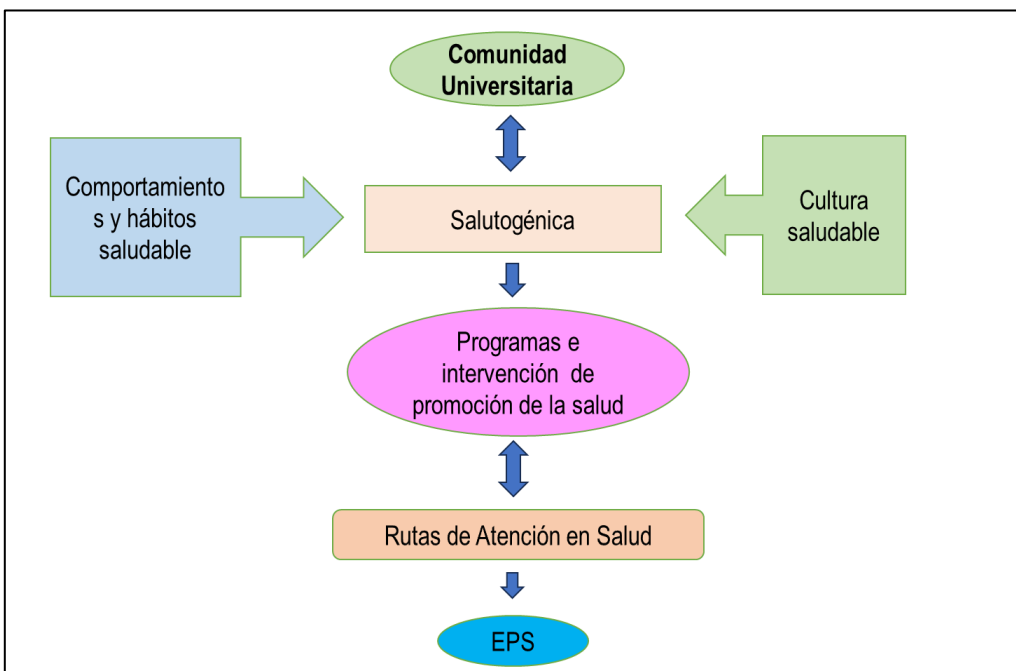 Comunidad
Universitaria
Comportamiento
s y hábitos
saludable
Salutogénica
Cultura
saludable
Programas e
intervención de
promoción de la salud
Rutas de Atención en Salud
EPS